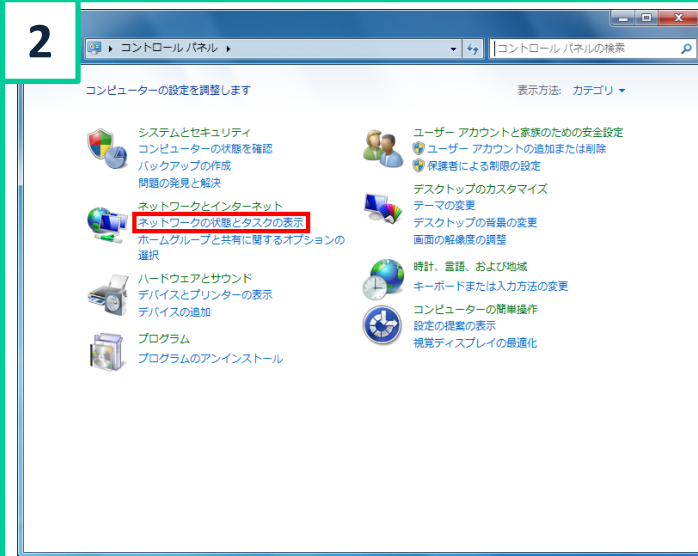 2
コントロール パネル
コントロール パネルの検索
コンピューターの設定を調整します
表示方法: カテゴリ
システムとセキュリティ
コンピューターの状態を確認
バックアップの作成
問題の発見と解決
ネットワークとインターネット
ネットワークの状態とタスクの表示
ホームグループと共有に関するオプションの
選択
ハードウェアとサウンド
デバイスとプリンターの表示
デバイスの追加
プログラム
プログラムのアンインストール
ユーザー アカウントと家族のための安全設定
ユーザー アカウントの追加または削除
保護者による制限の設定
デスクトップのカスタマイズ
テーマの変更
デスクトップの背景の変更
画面の解像度の調整
時計、言語、および地域
キーボードまたは入力方法の変更
コンピューターの簡単操作
設定の提案の表示
視覚ディスプレイの最適化